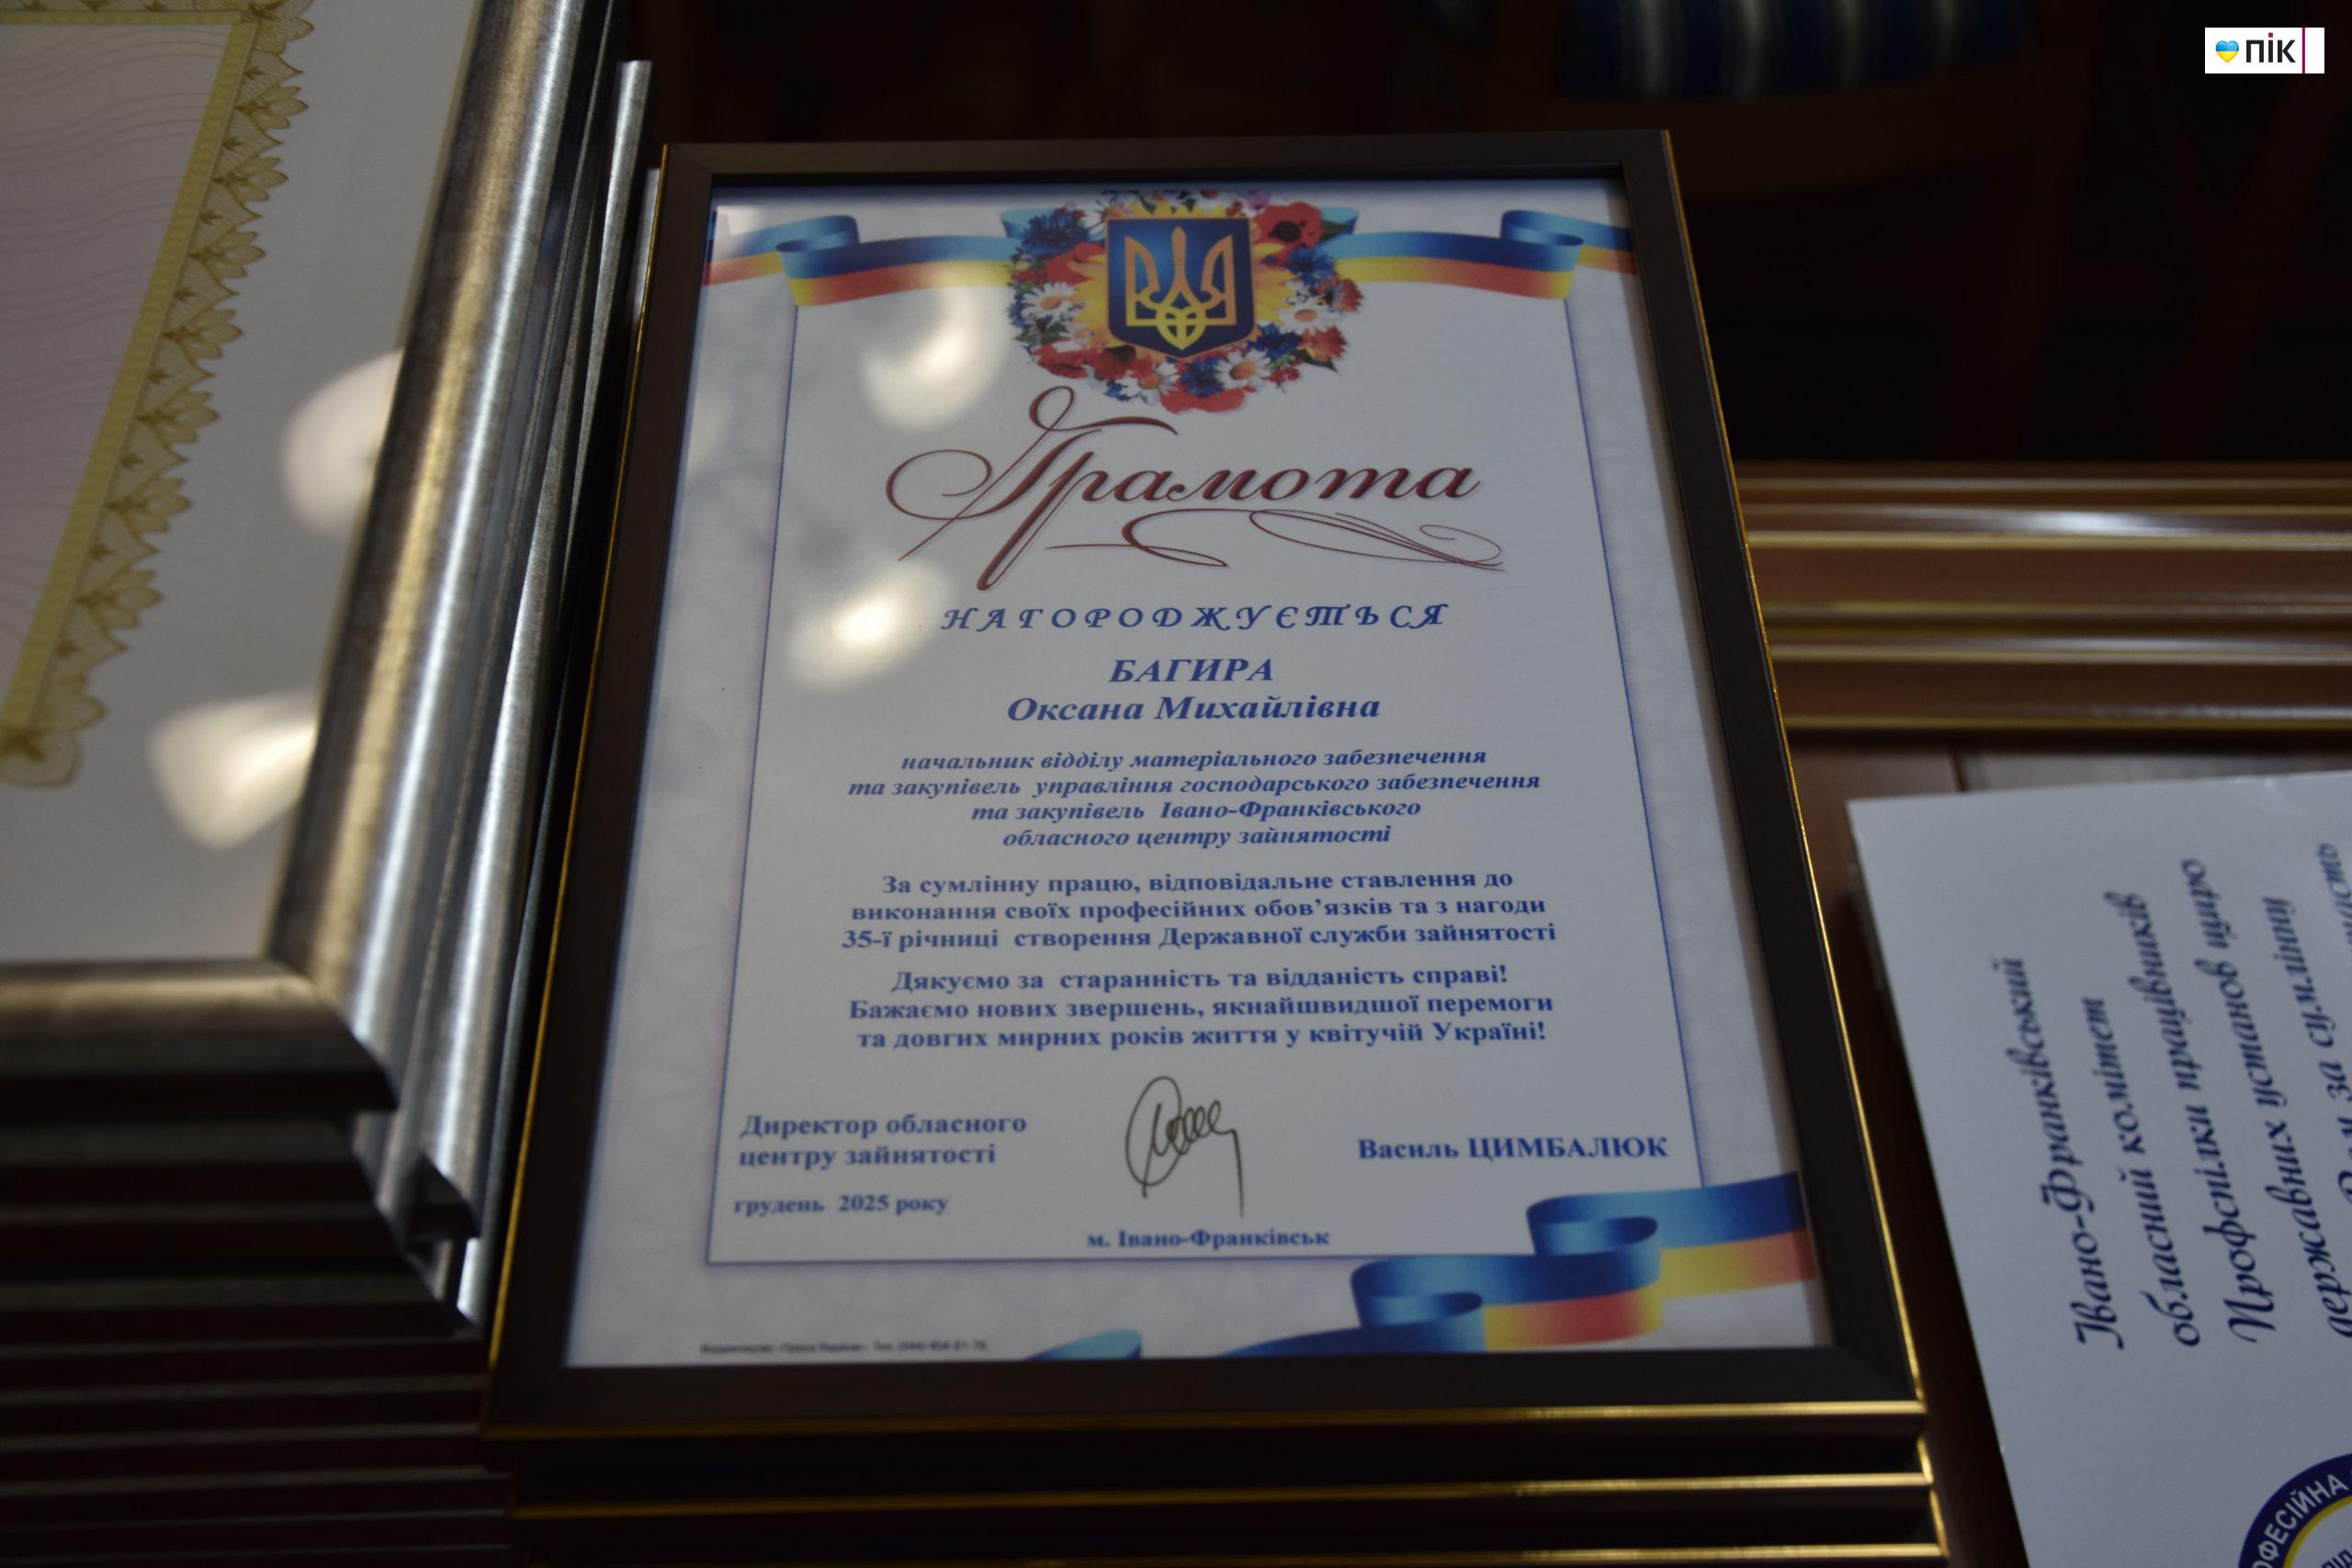 пік
Грамота
НАГОРОДЖУЄТЬСЯ
БАГИРА
Оксана Михайлівна
начальник відділу матеріального забезпечення
та закупівель управління господарського забезпечення
та закупівель Івано-Франківського
обласного центру зайнятості
За сумлінну працю, відповідальне ставлення до
виконання своїх професійних обов’язків та з нагоди
35-ї річниці створення Державної служби зайнятості
Дякуємо за старанність та відданість справі!
Бажаємо нових звершень, якнайшвидшої перемоги
та довгих мирних років життя у квітучій Україні!
Директор обласного
центру зайнятості
Василь ЦИМБАЛЮК
грудень 2025 року
м. Івано-Франківськ
Івано-Франківський
обласний комітет
Профспілки працівників
державних установ щиро
за сумлінну